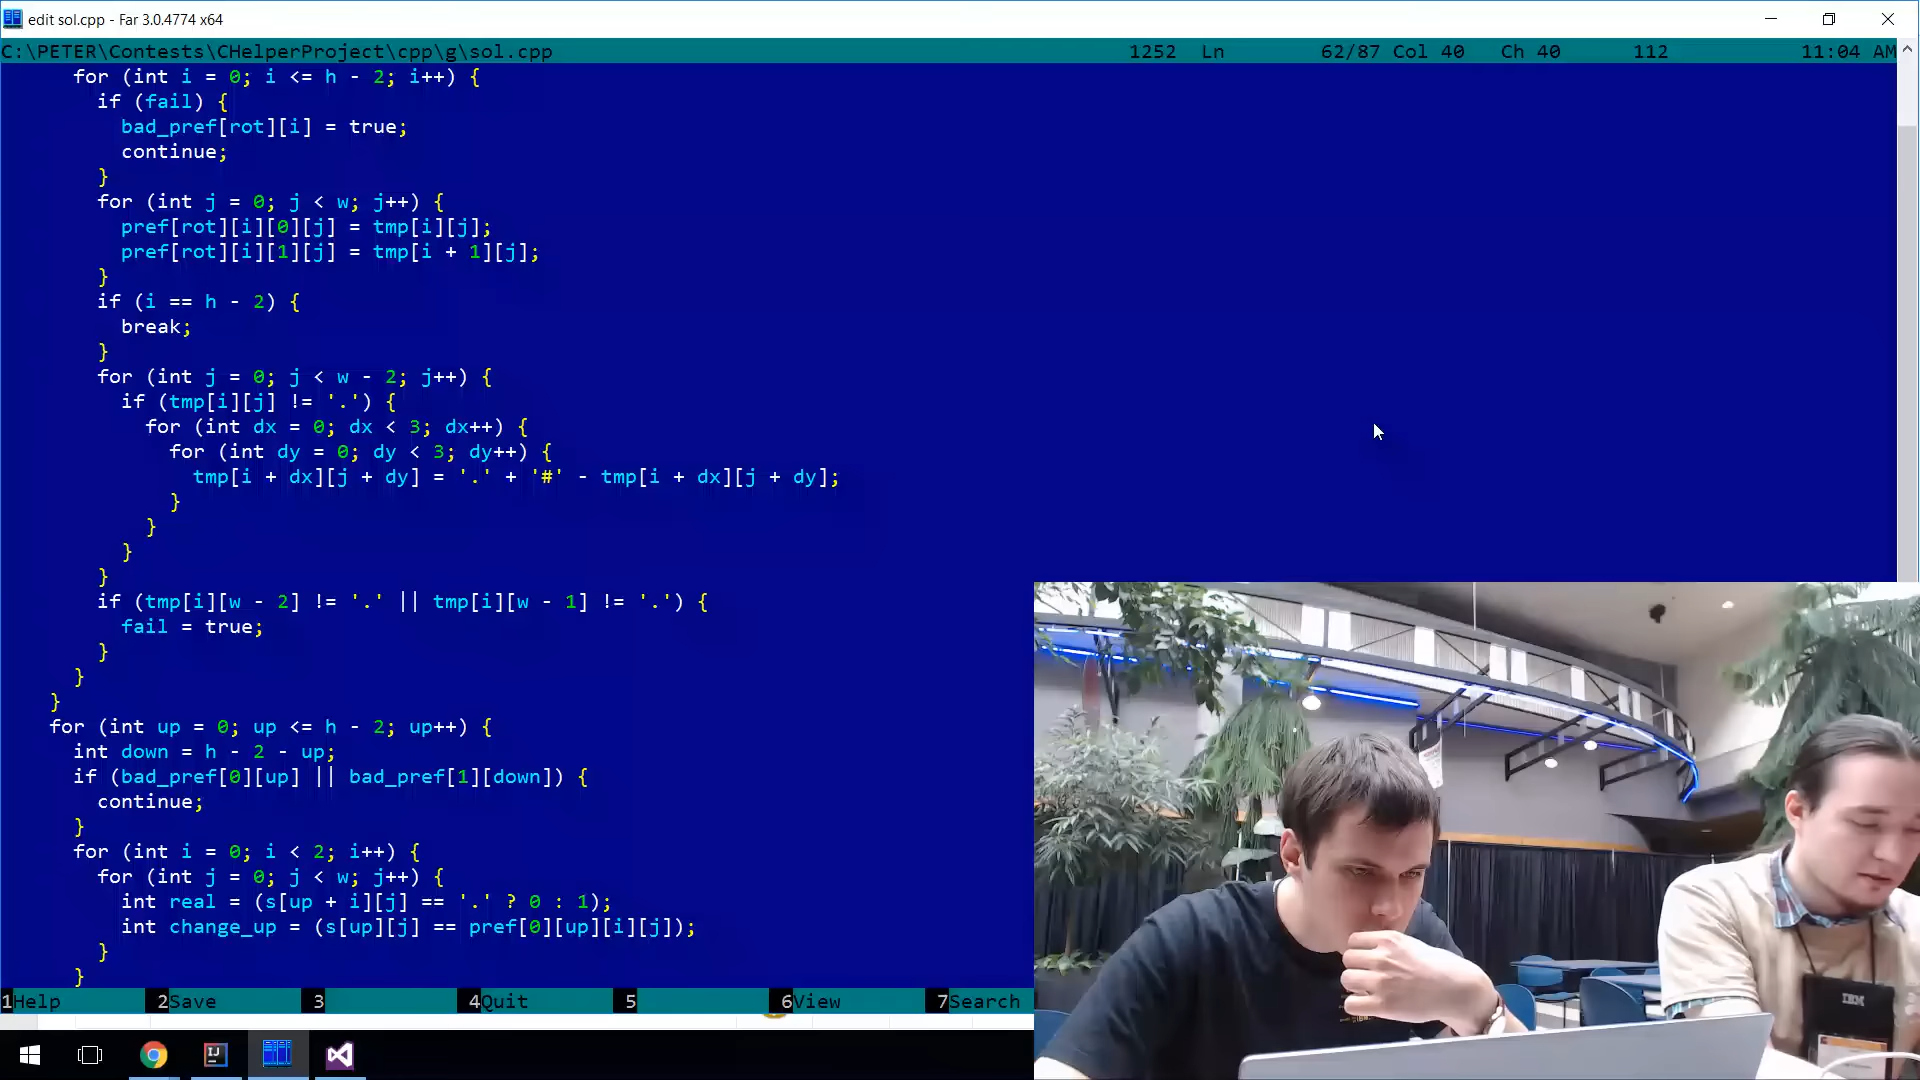 edit sol.cpp - Far 3.0.4774 x64
C:\PETER\Contests\CHelperProject\cpp\g\sol.cpp 1252 Ln 62/87 Col 40 Ch 40 112 11:04 AM
for (int i = 0; i <= h - 2; i++) {
if (fail) {
bad_pref[rot][i] = true;
continue;
}
for (int j = 0; j < w; j++) {
pref[rot][i][0][j] = tmp[i][j];
pref[rot][i][1][j] = tmp[i + 1][j];
}
if (i == h - 2) {
break;
}
for (int j = 0; j < w - 2; j++) {
if (tmp[i][j] != '.') {
for (int dx = 0; dx < 3; dx++) {
for (int dy = 0; dy < 3; dy++) {
tmp[i + dx][j + dy] = '.' + '#' - tmp[i + dx][j + dy];
}
}
}
}
if (tmp[i][w - 2] != '.' || tmp[i][w - 1] != '.') {
fail = true;
}
}
}
for (int up = 0; up <= h - 2; up++) {
int down = h - 2 - up;
if (bad_pref[0][up] || bad_pref[1][down]) {
continue;
}
for (int i = 0; i < 2; i++) {
for (int j = 0; j < w; j++) {
int real = (s[up + i][j] == '.' ? 0 : 1);
int change_up = (s[up][j] == pref[0][up][i][j]);
}
}
1Help 2Save 3 4Quit 5 6View 7Search
IJ
IBM